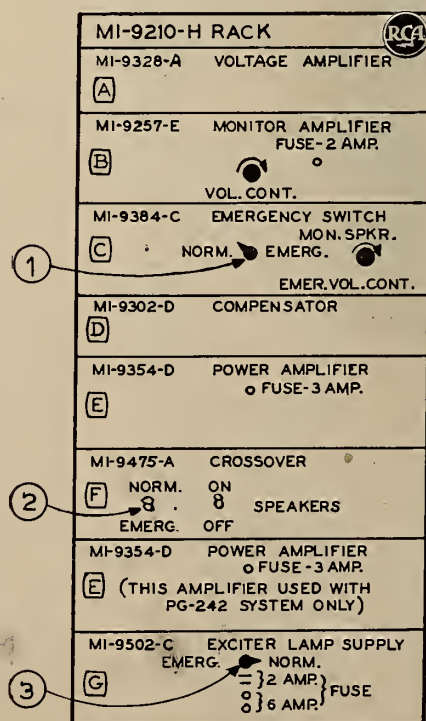 MI-9210-H RACK RCA
MI-9328-A VOLTAGE AMPLIFIER
A
MI-9257-E MONITOR AMPLIFIER
FUSE-2 AMP.
B
VOL. CONT.
MI-9384-C EMERGENCY SWITCH
MON. SPKR.
1 C NORM. EMERG.
EMER. VOL. CONT.
MI-9302-D COMPENSATOR
D
MI-9354-D POWER AMPLIFIER
FUSE-3 AMP.
E
MI-9475-A CROSSOVER
NORM. ON
2 F SPEAKERS
EMERG. OFF
MI-9354-D POWER AMPLIFIER
FUSE-3 AMP.
E (THIS AMPLIFIER USED WITH
PG-242 SYSTEM ONLY)
MI-9502-C EXCITER LAMP SUPPLY
EMERG. NORM.
3 G 2 AMP. FUSE
6 AMP.